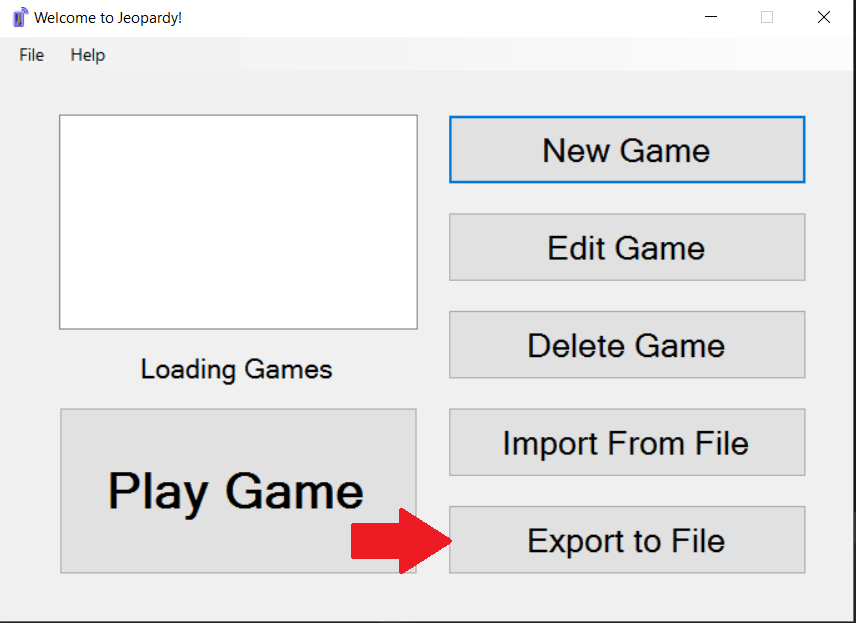 Welcome to Jeopardy!
File Help
New Game
Edit Game
Delete Game
Loading Games
Import From File
Play Game
Export to File